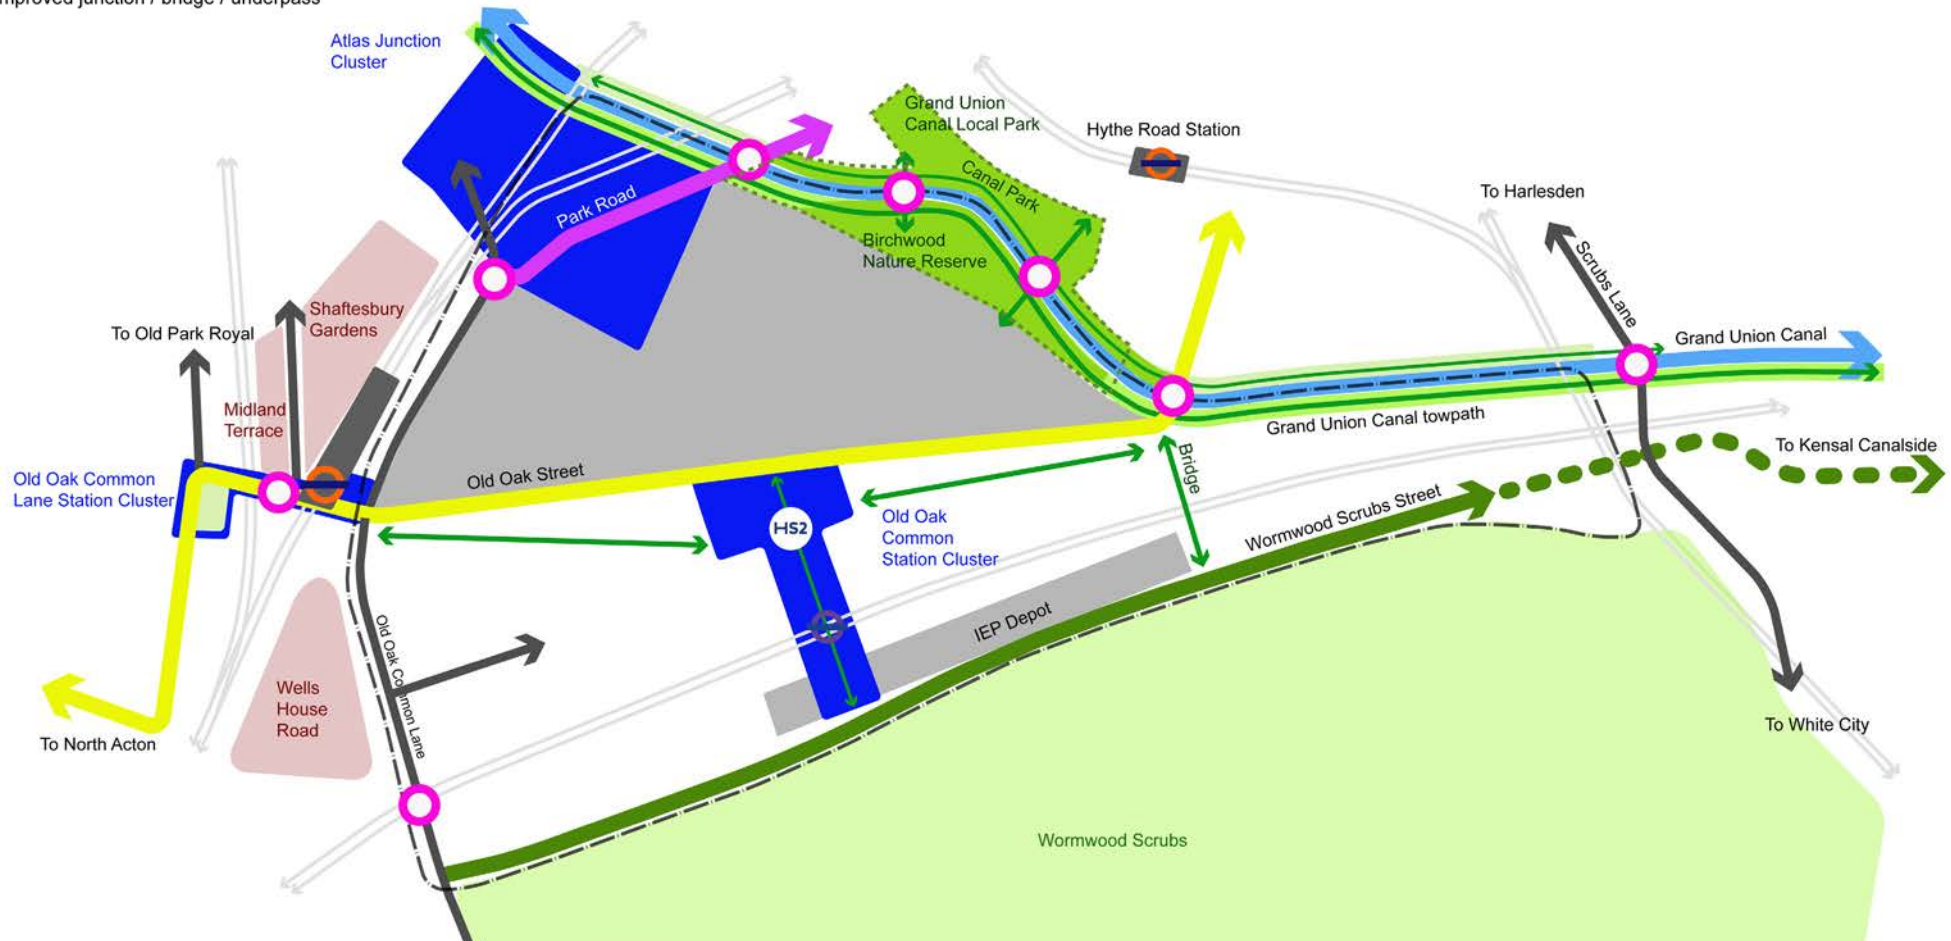 improved junction / bridge / underpass
Atlas Junction
Cluster
Grand Union
Canal Local Park
Hythe Road Station
Canal Park
To Harlesden
Park Road
Scrubs Lane
Birchwood
Nature Reserve
Shaftesbury
Gardens
To Old Park Royal
Grand Union Canal
Midland
Terrace
Grand Union Canal towpath
Old Oak Common
Lane Station Cluster
Old Oak Street
Bridge
To Kensal Canalside
HS2
Old Oak
Common
Station Cluster
Wormwood Scrubs Street
IEP Depot
Old Oak Common Lane
Wells
House
Road
To North Acton
To White City
Wormwood Scrubs